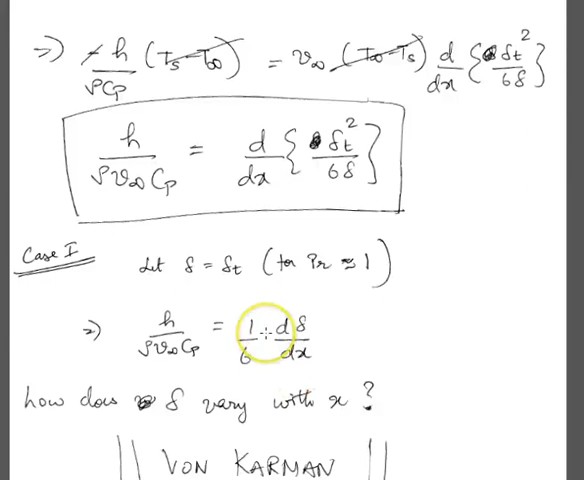 => -h/ρCp (Ts-T∞) = v∞ (T∞-Ts) d/dx {δt²/6δ}
h/ρv∞Cp = d/dx {δt²/6δ}
Case I
Let δ = δt (for Pr ≈ 1)
=> h/ρv∞Cp = 1/6 dδ/dx
how does δ vary with x?
|| VON KARMAN ||